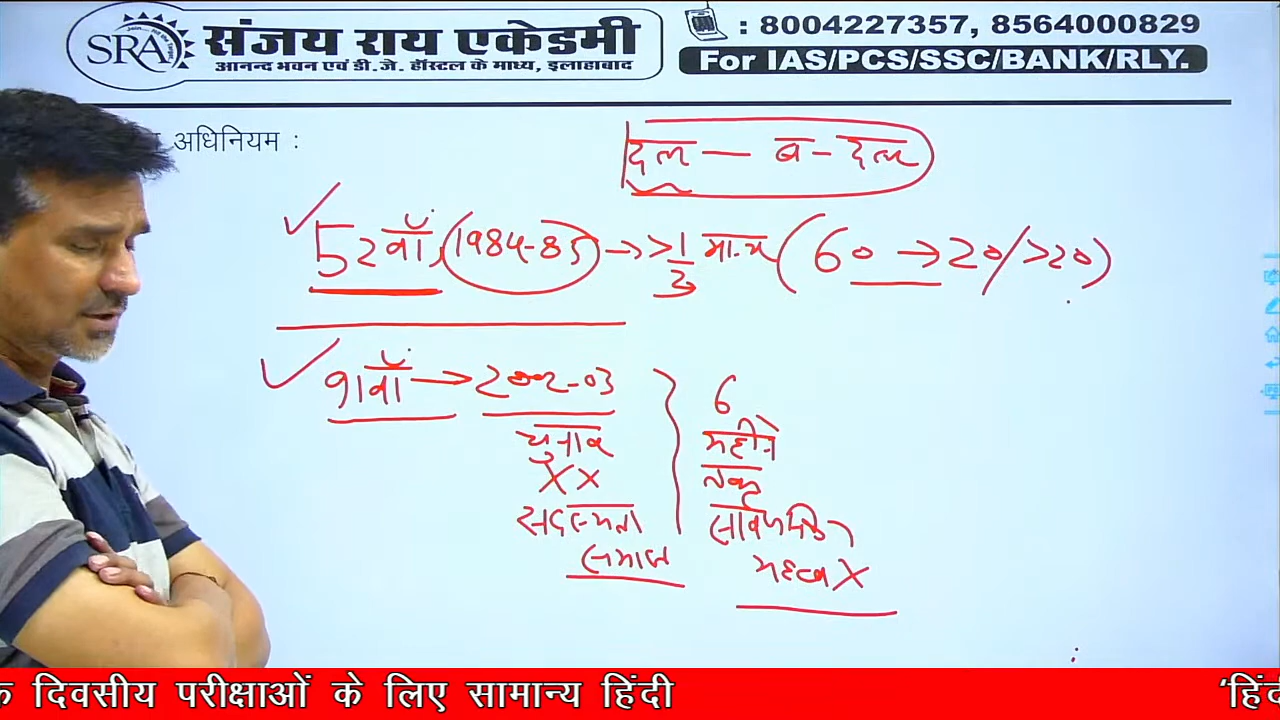 SRA संजय राय एकेडमी
आनन्द भवन एवं डी.जे. हॉस्टल के मध्य, इलाहाबाद
: 8004227357, 8564000829
For IAS/PCS/SSC/BANK/RLY.
अधिनियम :
दल — ब - दल
52वाँ, 1984-85 → > 1/3 मान्य ( 60 → 20/>20 )
91वाँ → 2002-03
चुनाव
XX
सदस्यता
समाप्त
6
महीने
तक
सार्वजनिक
महत्व X
दिवसीय परीक्षाओं के लिए सामान्य हिंदी